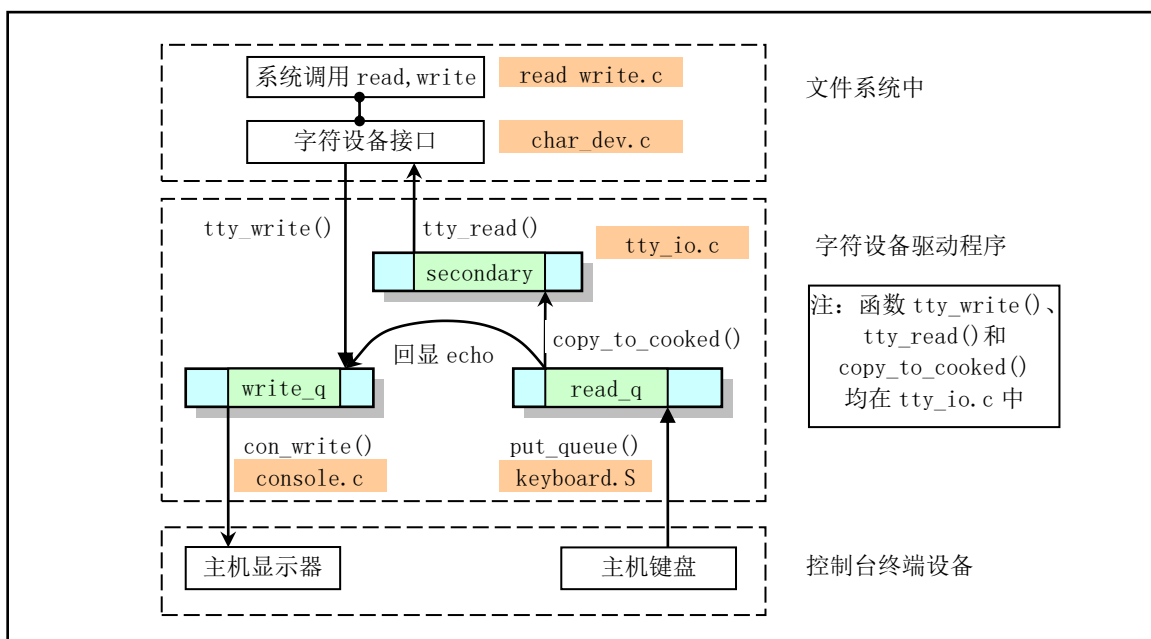 系统调用 read,write
read write.c
文件系统中
字符设备接口
char_dev.c
tty_write()
tty_read()
tty_io.c
字符设备驱动程序
secondary
注：函数 tty_write()、
tty_read()和
copy_to_cooked()
均在 tty_io.c 中
回显 echo
copy_to_cooked()
write_q
read_q
con_write()
put_queue()
console.c
keyboard.S
主机显示器
主机键盘
控制台终端设备